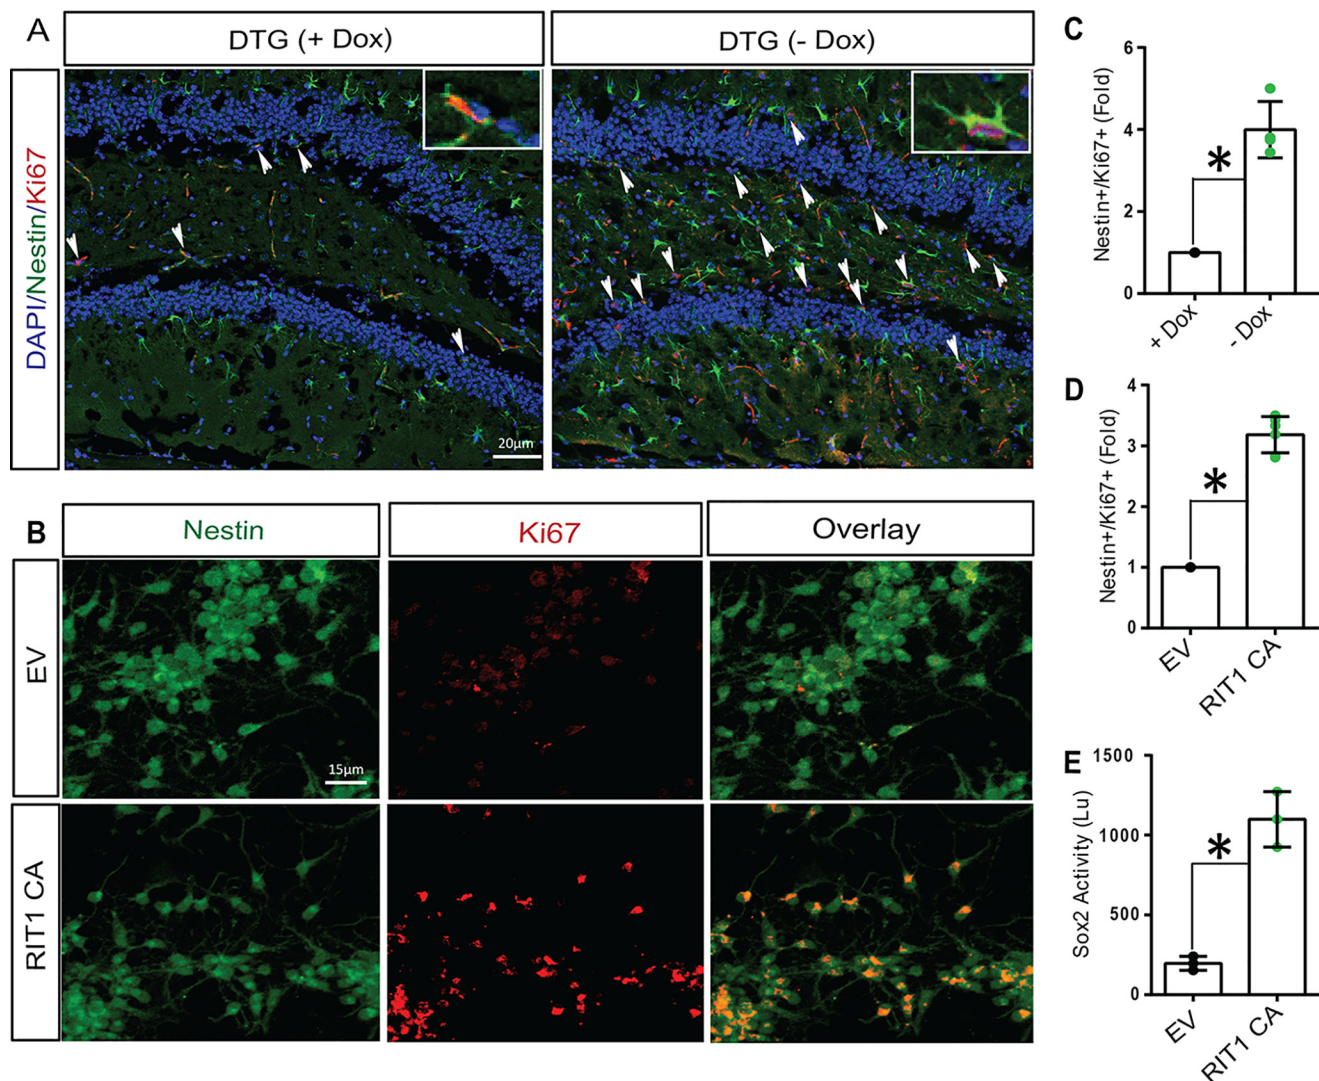 A
DTG (+ Dox)
DTG (- Dox)
DAPI/Nestin/Ki67
20µm
B
Nestin
Ki67
Overlay
EV
15µm
RIT1 CA
C
Nestin+/Ki67+ (Fold)
6
4
2
0
*
+ Dox
- Dox
D
Nestin+/Ki67+ (Fold)
4
3
2
1
0
*
EV
RIT1 CA
E
Sox2 Activity (Lu)
1500
1000
500
0
*
EV
RIT1 CA